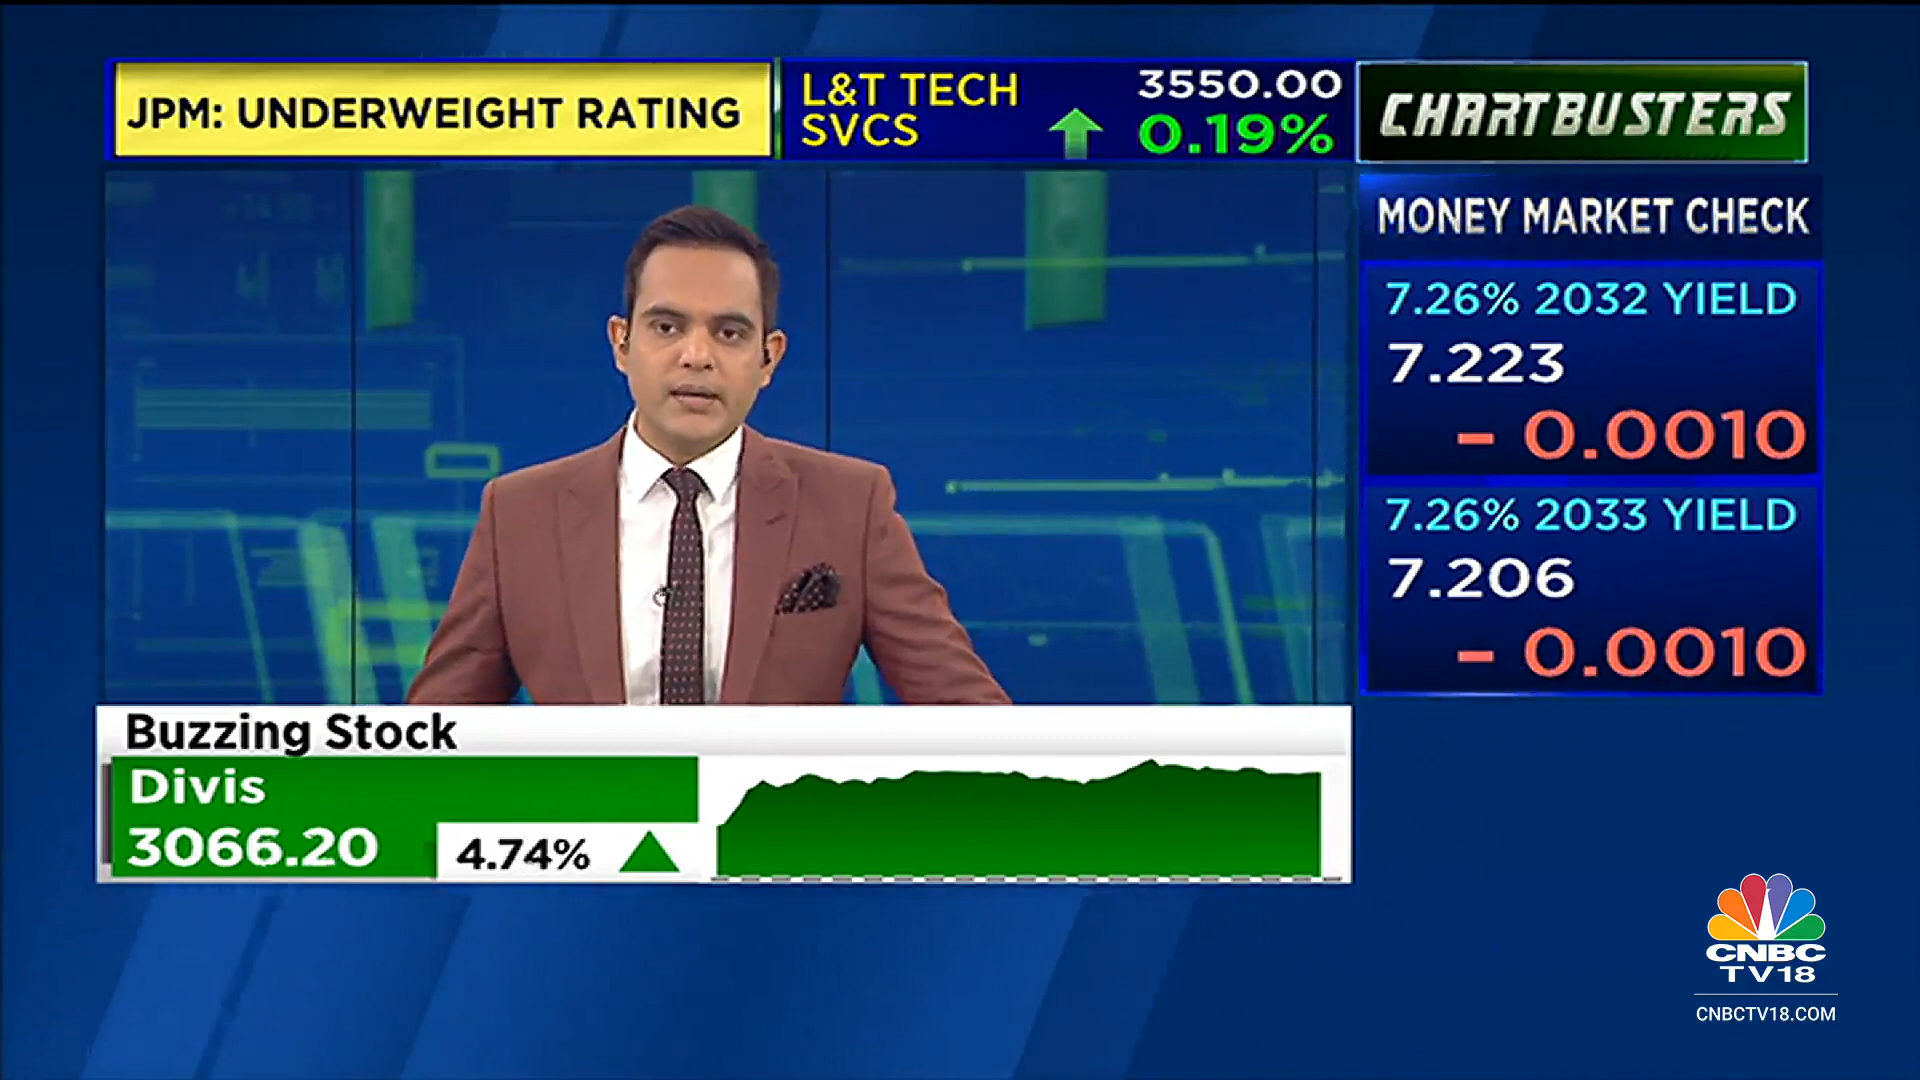 JPM: UNDERWEIGHT RATING
L&T TECH
SVCS
3550.00
0.19%
CHARTBUSTERS
MONEY MARKET CHECK
7.26% 2032 YIELD
7.223
- 0.0010
7.26% 2033 YIELD
7.206
- 0.0010
Buzzing Stock
Divis
3066.20
4.74%
CNBC
TV18
CNBCTV18.COM